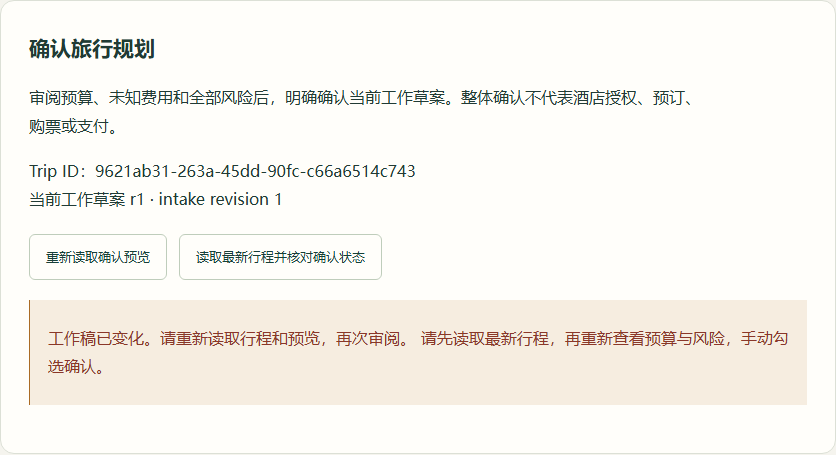 确认旅行规划
审阅预算、未知费用和全部风险后，明确确认当前工作草案。整体确认不代表酒店授权、预订、
购票或支付。
Trip ID：9621ab31-263a-45dd-90fc-c66a6514c743
当前工作草案 r1 · intake revision 1
重新读取确认预览
读取最新行程并核对确认状态
工作稿已变化。请重新读取行程和预览，再次审阅。 请先读取最新行程，再重新查看预算与风险，手动勾
选确认。